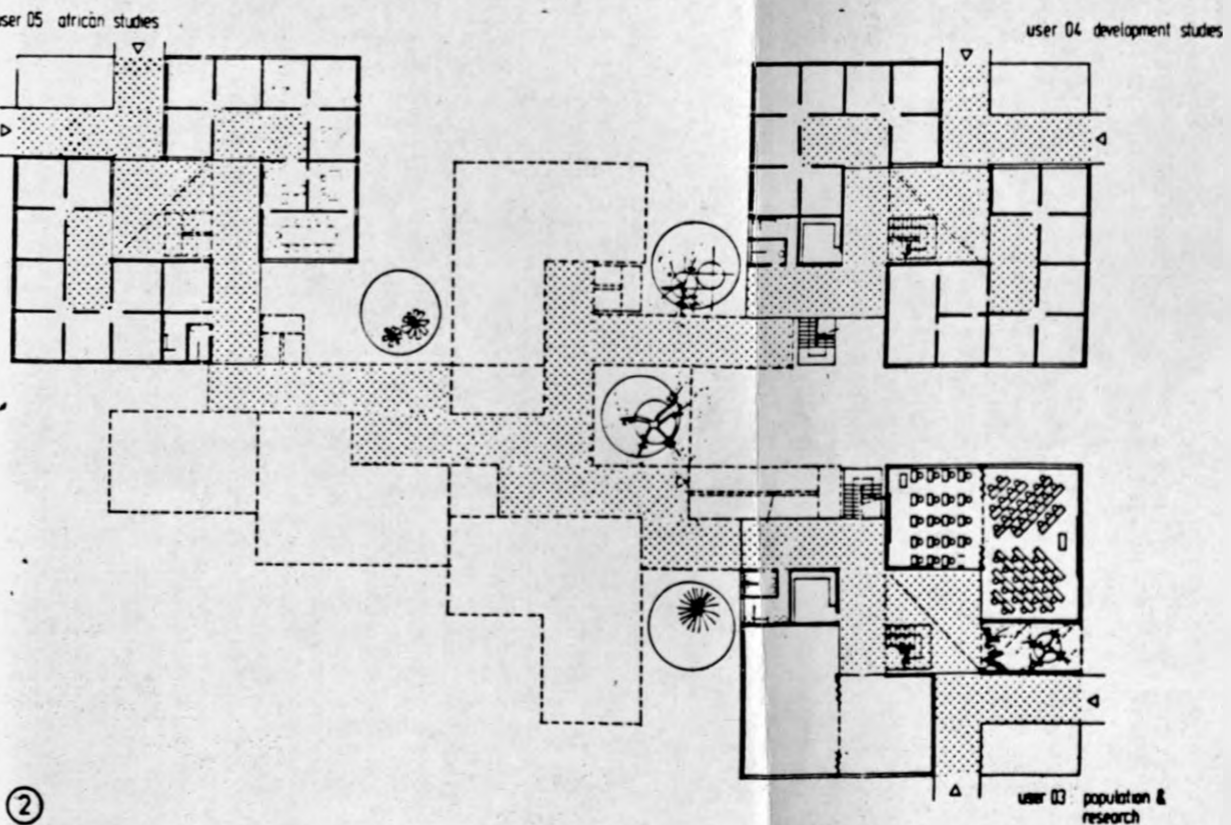 user 05 african studies
user 04 development studies
user 03 population &
research
2